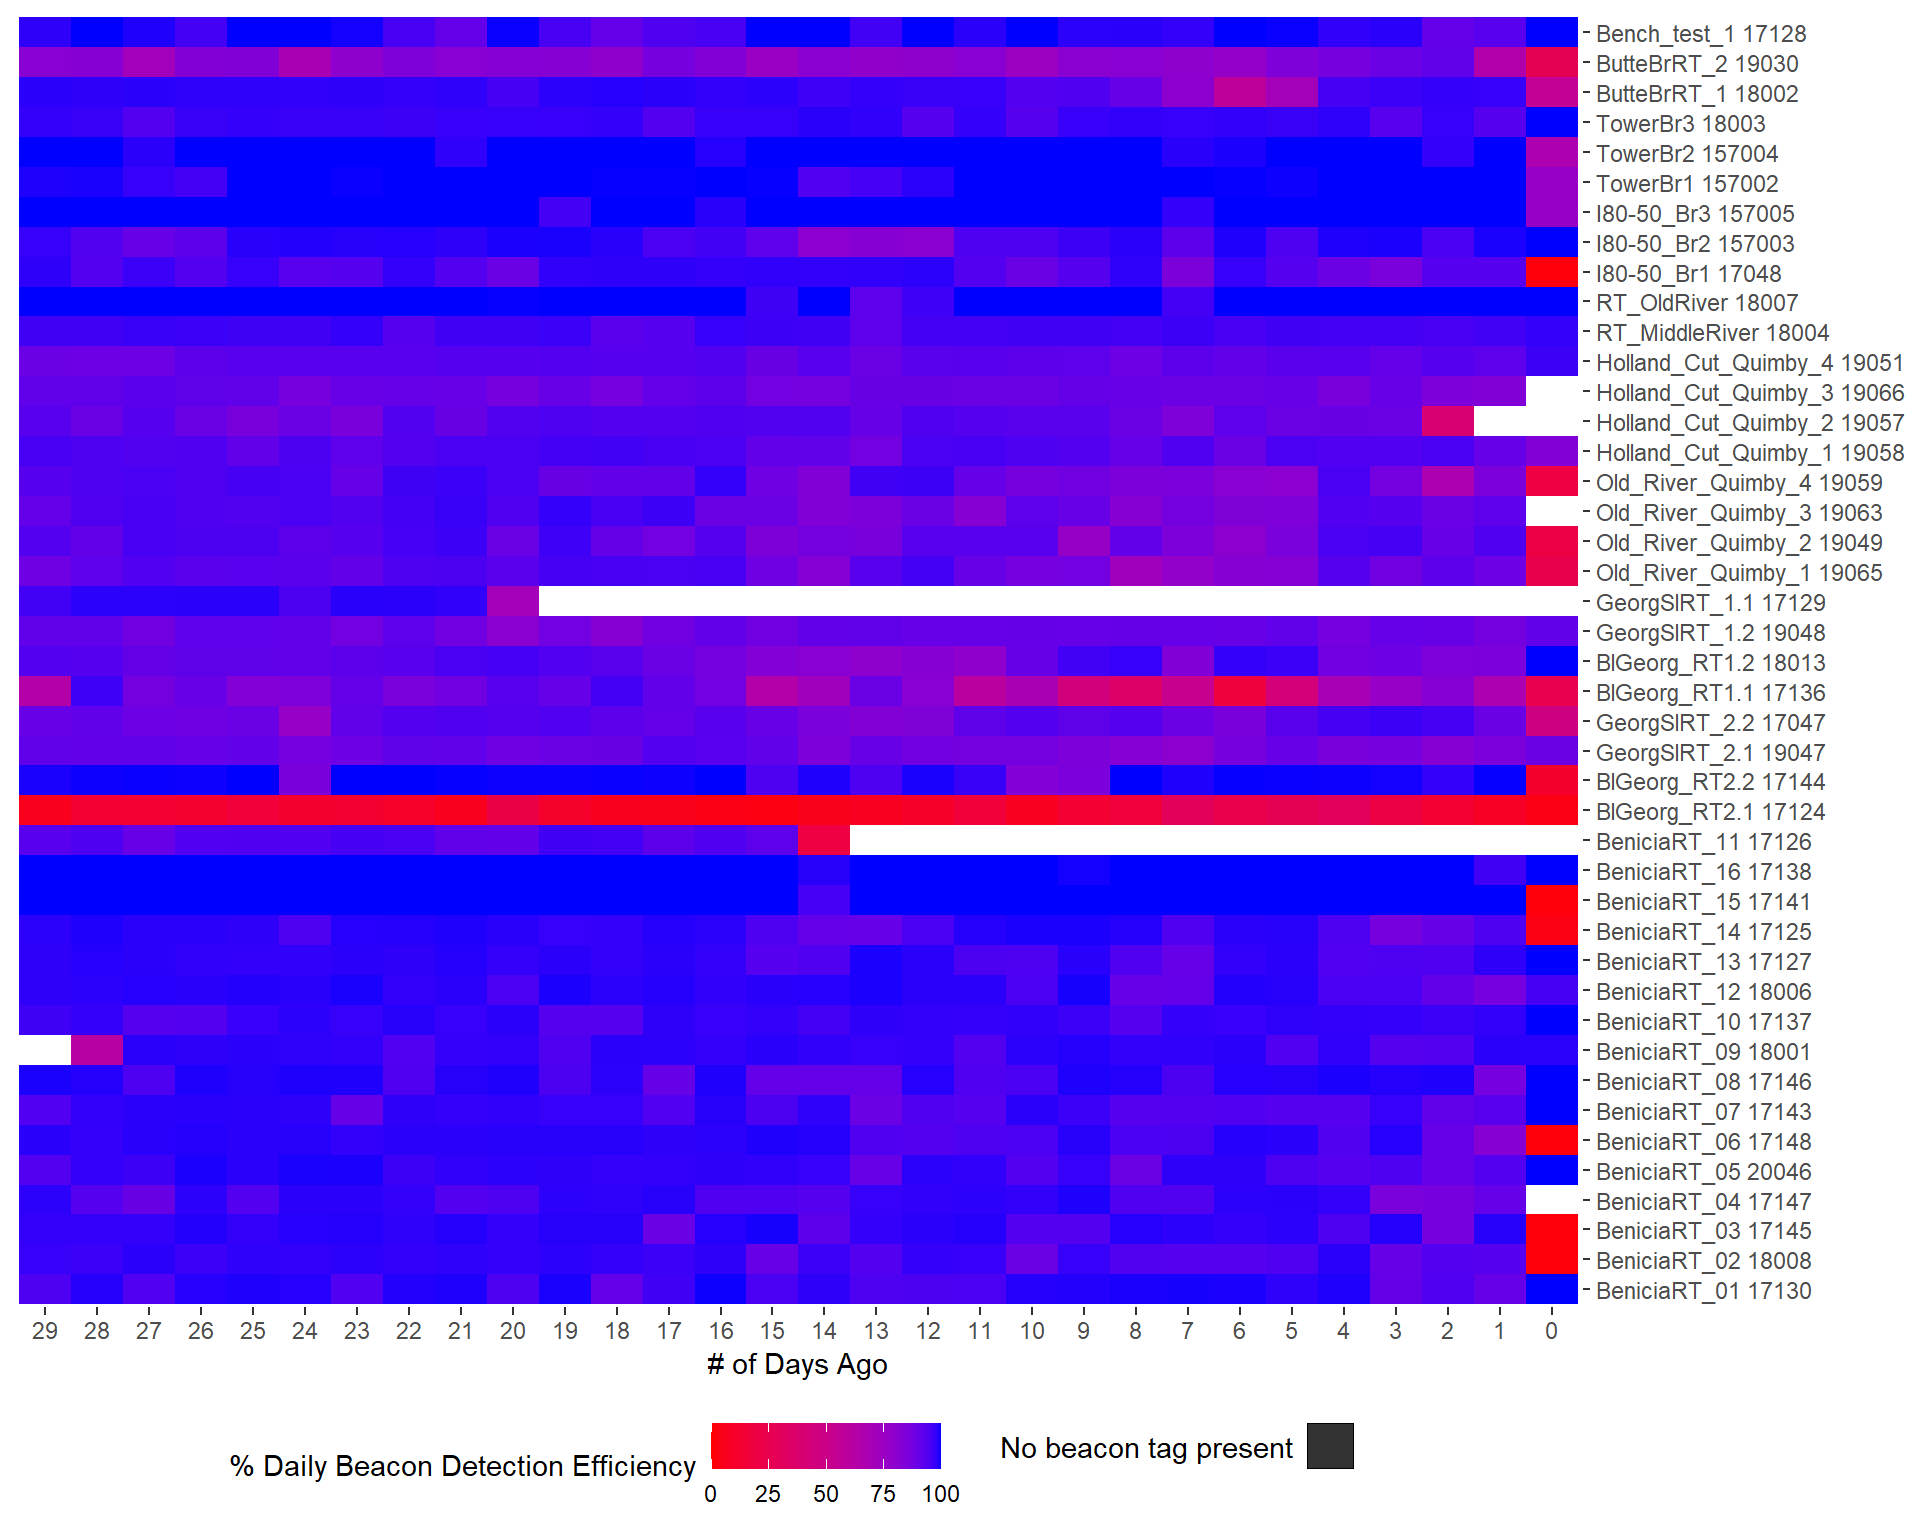 Bench_test_1 17128
ButteBrRT_2 19030
ButteBrRT_1 18002
TowerBr3 18003
TowerBr2 157004
TowerBr1 157002
I80-50_Br3 157005
I80-50_Br2 157003
I80-50_Br1 17048
RT_OldRiver 18007
RT_MiddleRiver 18004
Holland_Cut_Quimby_4 19051
Holland_Cut_Quimby_3 19066
Holland_Cut_Quimby_2 19057
Holland_Cut_Quimby_1 19058
Old_River_Quimby_4 19059
Old_River_Quimby_3 19063
Old_River_Quimby_2 19049
Old_River_Quimby_1 19065
GeorgSlRT_1.1 17129
GeorgSlRT_1.2 19048
BlGeorg_RT1.2 18013
BlGeorg_RT1.1 17136
GeorgSlRT_2.2 17047
GeorgSlRT_2.1 19047
BlGeorg_RT2.2 17144
BlGeorg_RT2.1 17124
BeniciaRT_11 17126
BeniciaRT_16 17138
BeniciaRT_15 17141
BeniciaRT_14 17125
BeniciaRT_13 17127
BeniciaRT_12 18006
BeniciaRT_10 17137
BeniciaRT_09 18001
BeniciaRT_08 17146
BeniciaRT_07 17143
BeniciaRT_06 17148
BeniciaRT_05 20046
BeniciaRT_04 17147
BeniciaRT_03 17145
BeniciaRT_02 18008
BeniciaRT_01 17130
29 28 27 26 25 24 23 22 21 20 19 18 17 16 15 14 13 12 11 10 9 8 7 6 5 4 3 2 1 0
# of Days Ago
% Daily Beacon Detection Efficiency
0 25 50 75 100
No beacon tag present